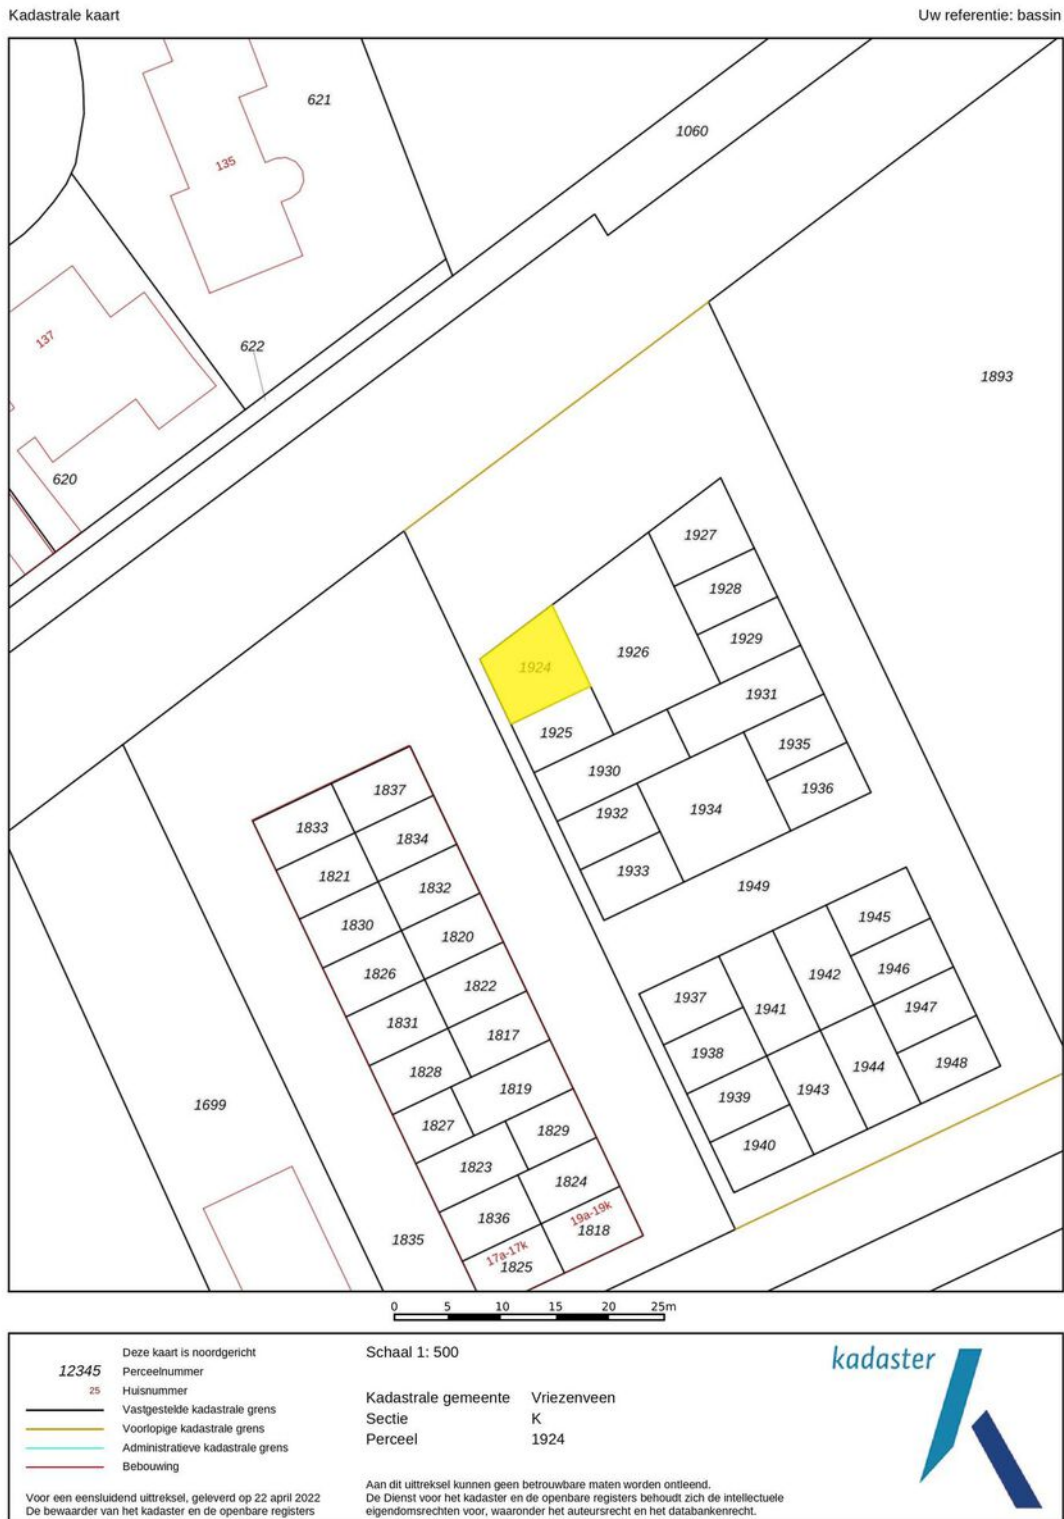 Kadastrale kaart
Uw referentie: bassin
621
1060
135
137
622
1893
620
1927
1928
1924
1926
1929
1931
1925
1935
1930
1936
1837
1932
1934
1833
1834
1821
1933
1832
1949
1830
1820
1945
1826
1942
1946
1822
1937
1941
1947
1831
1817
1938
1948
1828
1944
1819
1939
1943
1699
1827
1829
1940
1823
1824
1836
19a-19k
1818
1835
17a-17k
1825
0 5 10 15 20 25m
Deze kaart is noordgericht
12345 Perceelnummer
25 Huisnummer
Vastgestelde kadastrale grens
Voorlopige kadastrale grens
Administratieve kadastrale grens
Bebouwing
Voor een eensluidend uittreksel, geleverd op 22 april 2022
De bewaarder van het kadaster en de openbare registers
Schaal 1: 500
Kadastrale gemeente Vriezenveen
Sectie K
Perceel 1924
Aan dit uittreksel kunnen geen betrouwbare maten worden ontleend.
De Dienst voor het kadaster en de openbare registers behoudt zich de intellectuele
eigendomsrechten voor, waaronder het auteursrecht en het databankenrecht.
kadaster